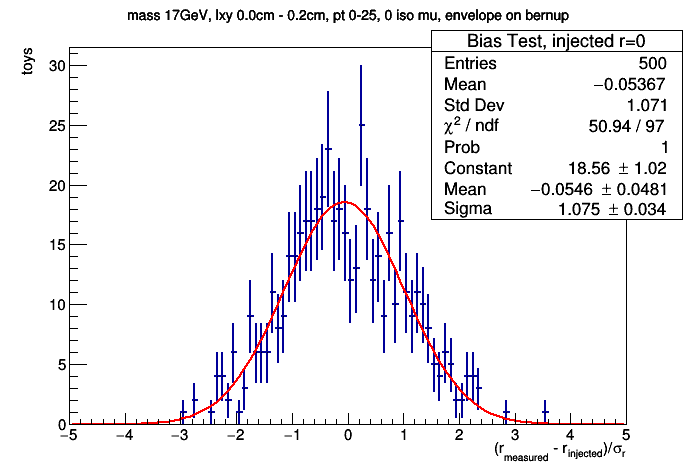 mass 17GeV, lxy 0.0cm - 0.2cm, pt 0-25, 0 iso mu, envelope on bernup
Bias Test, injected r=0
Entries 500
Mean −0.05367
Std Dev 1.071
χ² / ndf 50.94 / 97
Prob 1
Constant 18.56 ± 1.02
Mean −0.0546 ± 0.0481
Sigma 1.075 ± 0.034
toys
30
25
20
15
10
5
0
−5 −4 −3 −2 −1 0 1 2 3 4 5
(r_measured - r_injected)/σ_r